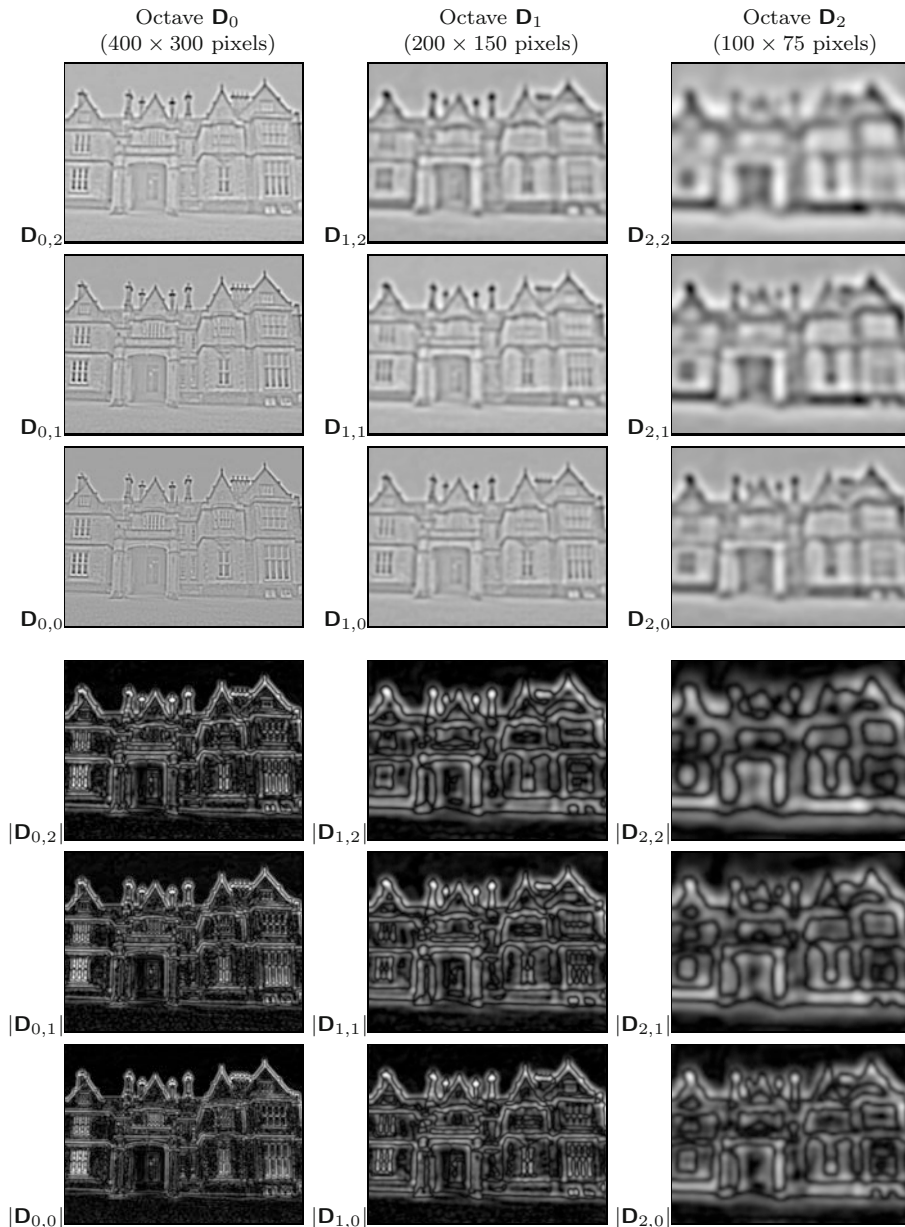 Octave D₀ Octave D₁ Octave D₂
(400 × 300 pixels) (200 × 150 pixels) (100 × 75 pixels)
D₀,₂ D₁,₂ D₂,₂
D₀,₁ D₁,₁ D₂,₁
D₀,₀ D₁,₀ D₂,₀
|D₀,₂| |D₁,₂| |D₂,₂|
|D₀,₁| |D₁,₁| |D₂,₁|
|D₀,₀| |D₁,₀| |D₂,₀|